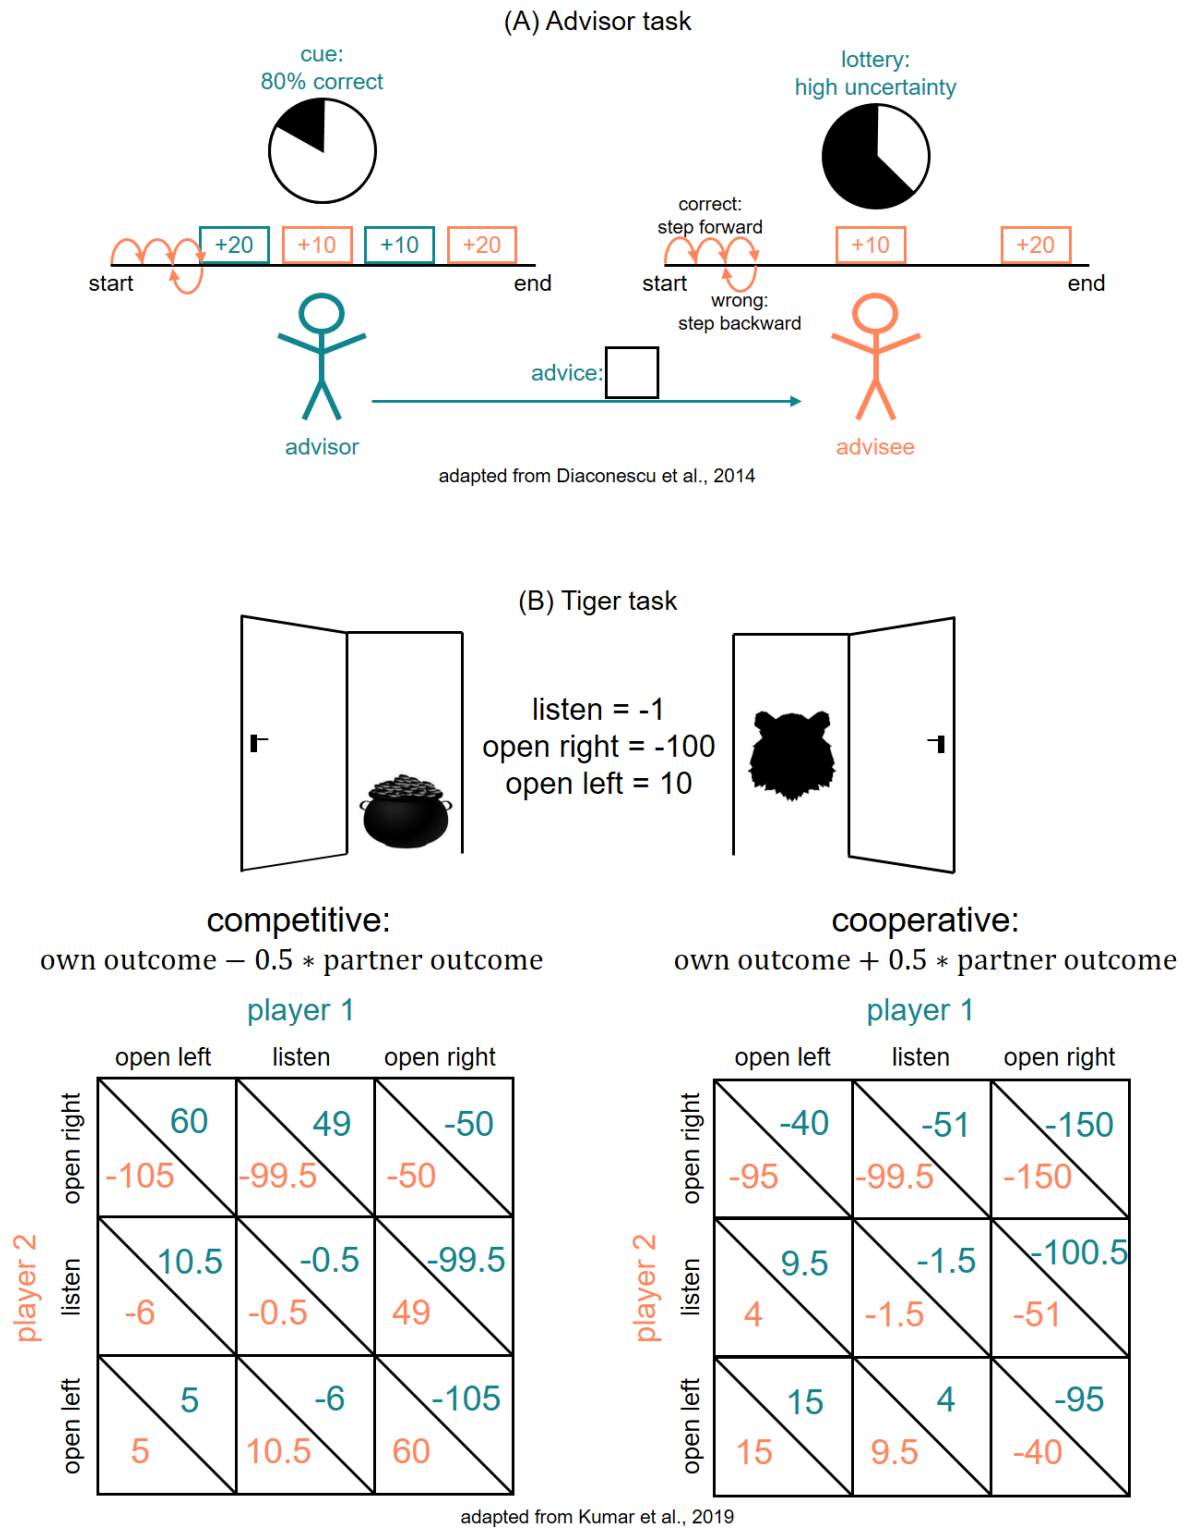 (A) Advisor task
cue:
80% correct
lottery:
high uncertainty
correct:
step forward
+20
+10
+10
+20
+10
+20
start
end
start
end
wrong:
step backward
advice:
advisor
advisee
adapted from Diaconescu et al., 2014
(B) Tiger task
listen = -1
open right = -100
open left = 10
competitive:
own outcome − 0.5 ∗ partner outcome
player 1
open left listen open right
player 2
open right
60 49 -50
-105 -99.5 -50
listen
10.5 -0.5 -99.5
-6 -0.5 49
open left
5 -6 -105
5 10.5 60
cooperative:
own outcome + 0.5 ∗ partner outcome
player 1
open left listen open right
player 2
open right
-40 -51 -150
-95 -99.5 -150
listen
9.5 -1.5 -100.5
4 -1.5 -51
open left
15 4 -95
15 9.5 -40
adapted from Kumar et al., 2019